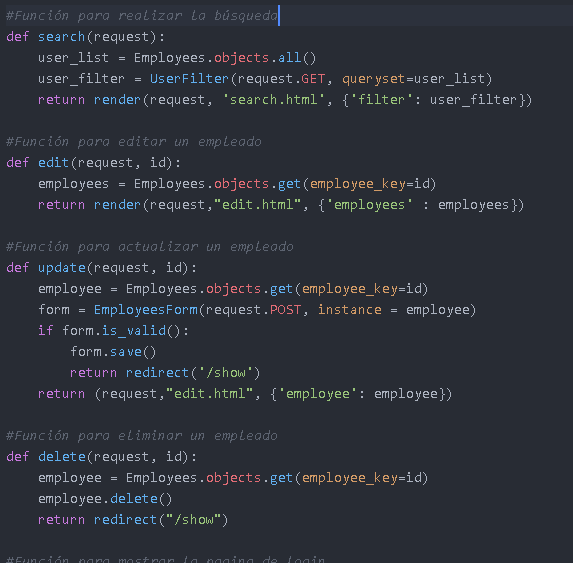 #Función para realizar la búsqueda
def search(request):
    user_list = Employees.objects.all()
    user_filter = UserFilter(request.GET, queryset=user_list)
    return render(request, 'search.html', {'filter': user_filter})
#Función para editar un empleado
def edit(request, id):
    employees = Employees.objects.get(employee_key=id)
    return render(request,"edit.html", {'employees' : employees})
#Función para actualizar un empleado
def update(request, id):
    employee = Employees.objects.get(employee_key=id)
    form = EmployeesForm(request.POST, instance = employee)
    if form.is_valid():
        form.save()
        return redirect('/show')
    return (request,"edit.html", {'employee': employee})
#Función para eliminar un empleado
def delete(request, id):
    employee = Employees.objects.get(employee_key=id)
    employee.delete()
    return redirect("/show")
#Función para mostrar la pagina de login